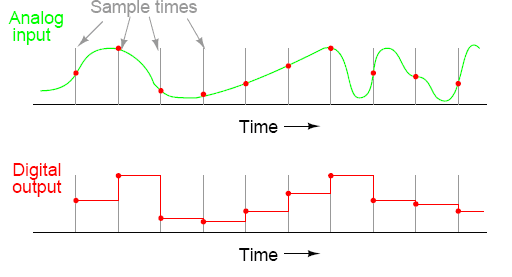 Sample times
Analog
input
Time
Digital
output
Time